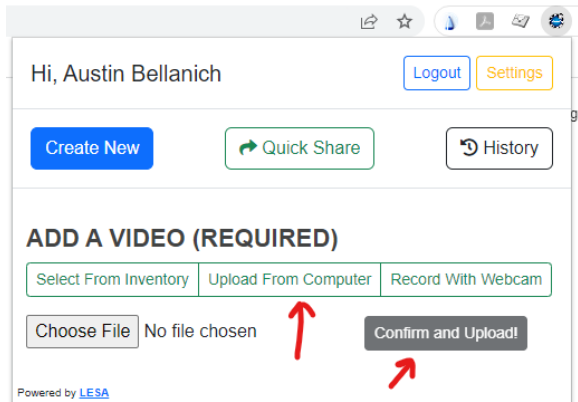 Hi, Austin Bellanich
Logout
Settings
g
Create New
Quick Share
History
ADD A VIDEO (REQUIRED)
Select From Inventory
Upload From Computer
Record With Webcam
Choose File No file chosen
Confirm and Upload!
Powered by LESA